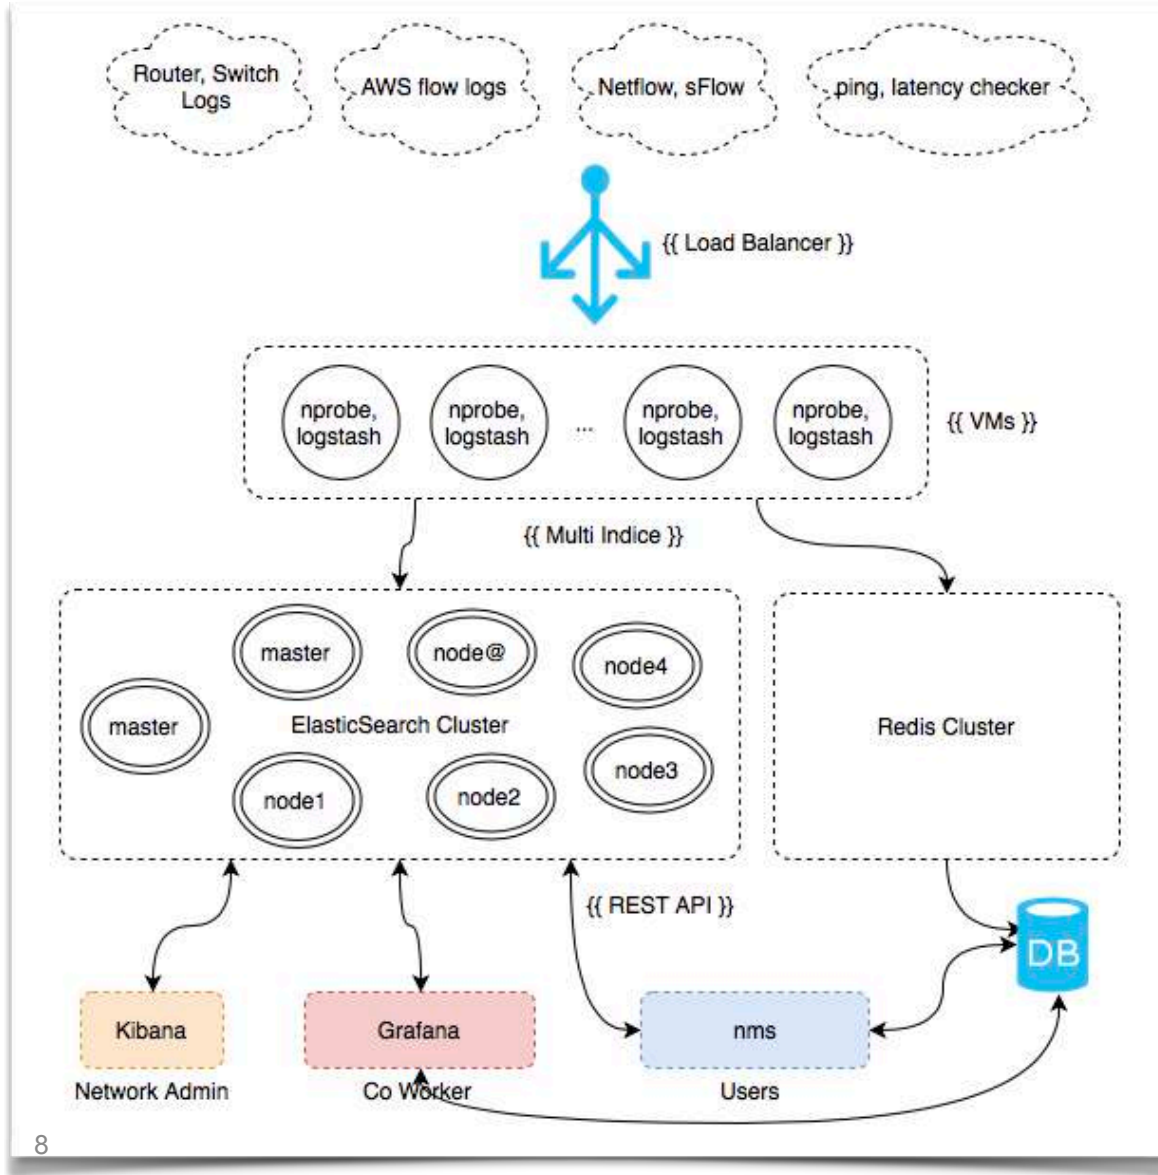 Router, Switch
Logs
AWS flow logs
Netflow, sFlow
ping, latency checker
{{ Load Balancer }}
nprobe,
logstash
nprobe,
logstash
...
nprobe,
logstash
nprobe,
logstash
{{ VMs }}
{{ Multi Indice }}
master
node@
node4
master
ElasticSearch Cluster
node1
node2
node3
Redis Cluster
{{ REST API }}
DB
Kibana
Grafana
nms
Network Admin
Co Worker
Users
8